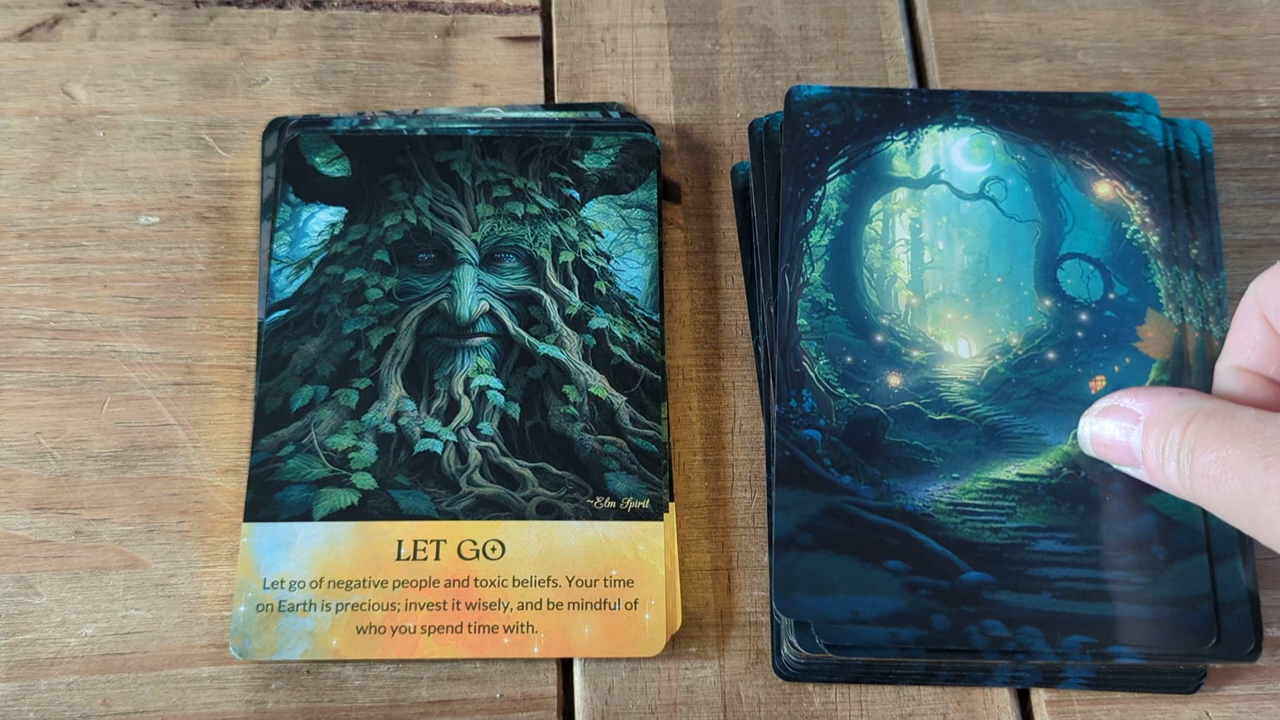 ~Elm Spirit
LET GO
Let go of negative people and toxic beliefs. Your time
on Earth is precious; invest it wisely, and be mindful of
who you spend time with.